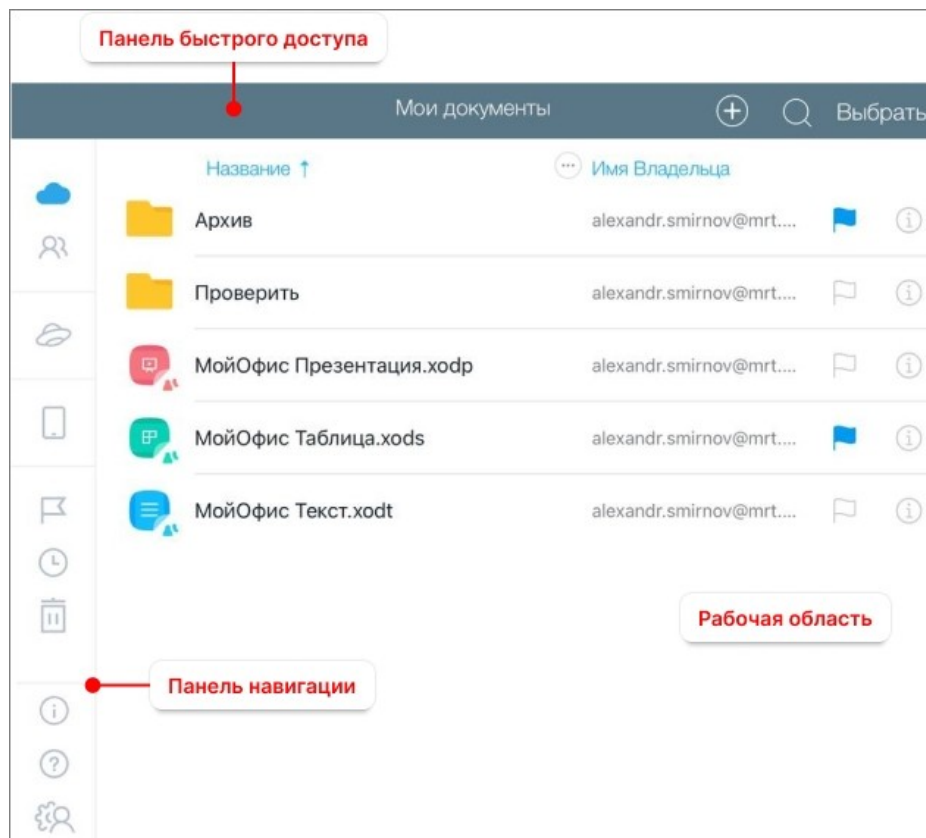 Панель быстрого доступа
Мои документы Выбрать
Название ↑ Имя Владельца
Архив alexandr.smirnov@mrt....
Проверить alexandr.smirnov@mrt....
МойОфис Презентация.xodp alexandr.smirnov@mrt....
МойОфис Таблица.xods alexandr.smirnov@mrt....
МойОфис Текст.xodt alexandr.smirnov@mrt....
Рабочая область
Панель навигации